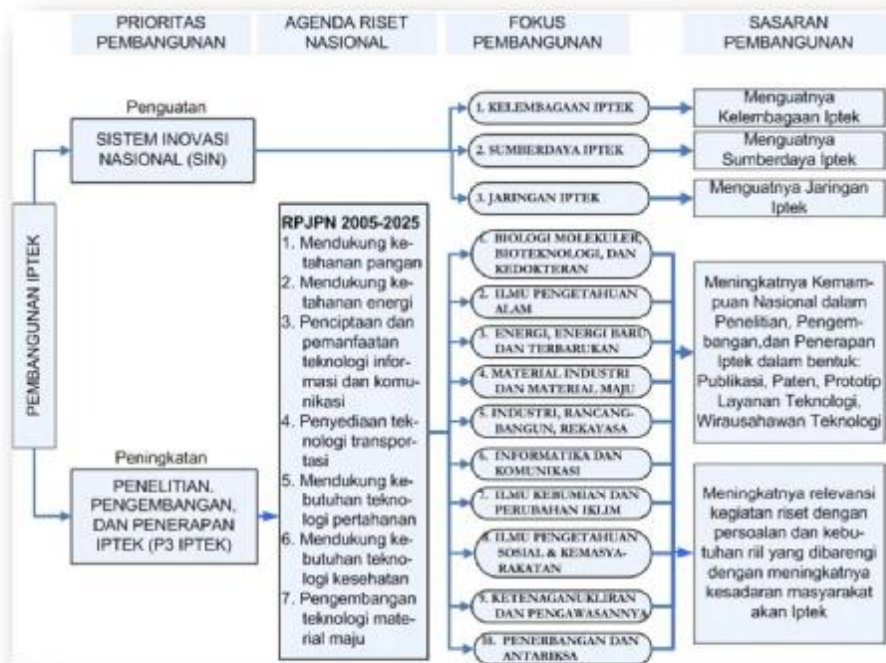 PRIORITAS
PEMBANGUNAN
AGENDA RISET
NASIONAL
FOKUS
PEMBANGUNAN
SASARAN
PEMBANGUNAN
PEMBANGUNAN IPTEK
Penguatan
SISTEM INOVASI
NASIONAL (SIN)
1. KELEMBAGAAN IPTEK
2. SUMBERDAYA IPTEK
3. JARINGAN IPTEK
Menguatnya
Kelembagaan Iptek
Menguatnya
Sumberdaya Iptek
Menguatnya Jaringan
Iptek
Peningkatan
PENELITIAN,
PENGEMBANGAN,
DAN PENERAPAN
IPTEK (P3 IPTEK)
RPJPN 2005-2025
1. Mendukung ke-
tahanan pangan
2. Mendukung ke-
tahanan energi
3. Penciptaan dan
pemanfaatan
teknologi infor-
masi dan komu-
nikasi
4. Penyediaan tek-
nologi transpor-
tasi
5. Mendukung ke-
butuhan teknolo-
gi pertahanan
6. Mendukung ke-
butuhan tekno-
logi kesehatan
7. Pengembangan
teknologi mate-
rial maju
1. BIOLOGI MOLEKULER,
BIOTEKNOLOGI, DAN
KEDOKTERAN
2. ILMU PENGETAHUAN
ALAM
3. ENERGI, ENERGI BARU
DAN TERBARUKAN
4. MATERIAL INDUSTRI
DAN MATERIAL MAJU
5. INDUSTRI, RANCANG-
BANGUN, REKAYASA
6. INFORMATIKA DAN
KOMUNIKASI
7. ILMU KEBUMIAN DAN
PERUBAHAN IKLIM
8. ILMU PENGETAHUAN
SOSIAL & KEMASYA-
RAKATAN
9. KETENAGANUKLIRAN
DAN PENGAWASANNYA
10. PENERBANGAN DAN
ANTARIKSA
Meningkatnya Kemam-
puan Nasional dalam
Penelitian, Pengem-
bangan,dan Penerapan
Iptek dalam bentuk:
Publikasi, Paten, Prototip
Layanan Teknologi,
Wirausahawan Teknologi
Meningkatnya relevansi
kegiatan riset dengan
persoalan dan kebu-
tuhan riil yang dibarengi
dengan meningkatnya
kesadaran masyarakat
akan Iptek